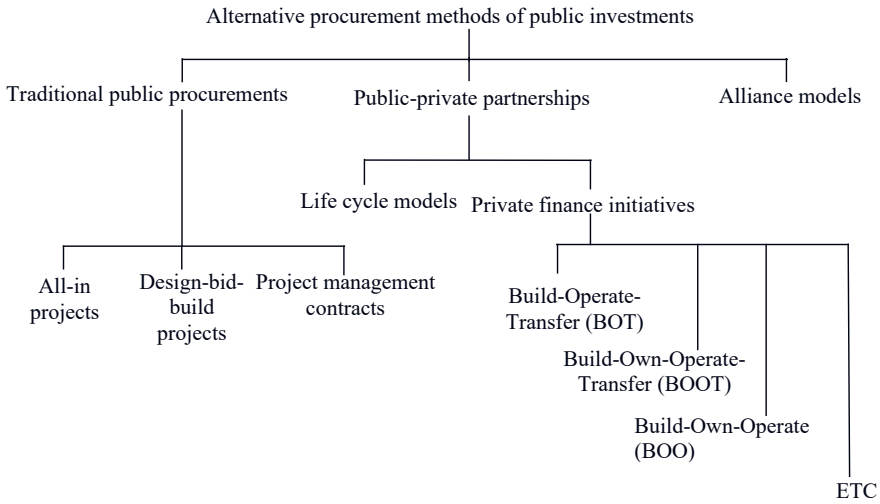 Alternative procurement methods of public investments
Traditional public procurements
Public-private partnerships
Alliance models
Life cycle models
Private finance initiatives
All-in
projects
Design-bid-
build
projects
Project management
contracts
Build-Operate-
Transfer (BOT)
Build-Own-Operate-
Transfer (BOOT)
Build-Own-Operate
(BOO)
ETC